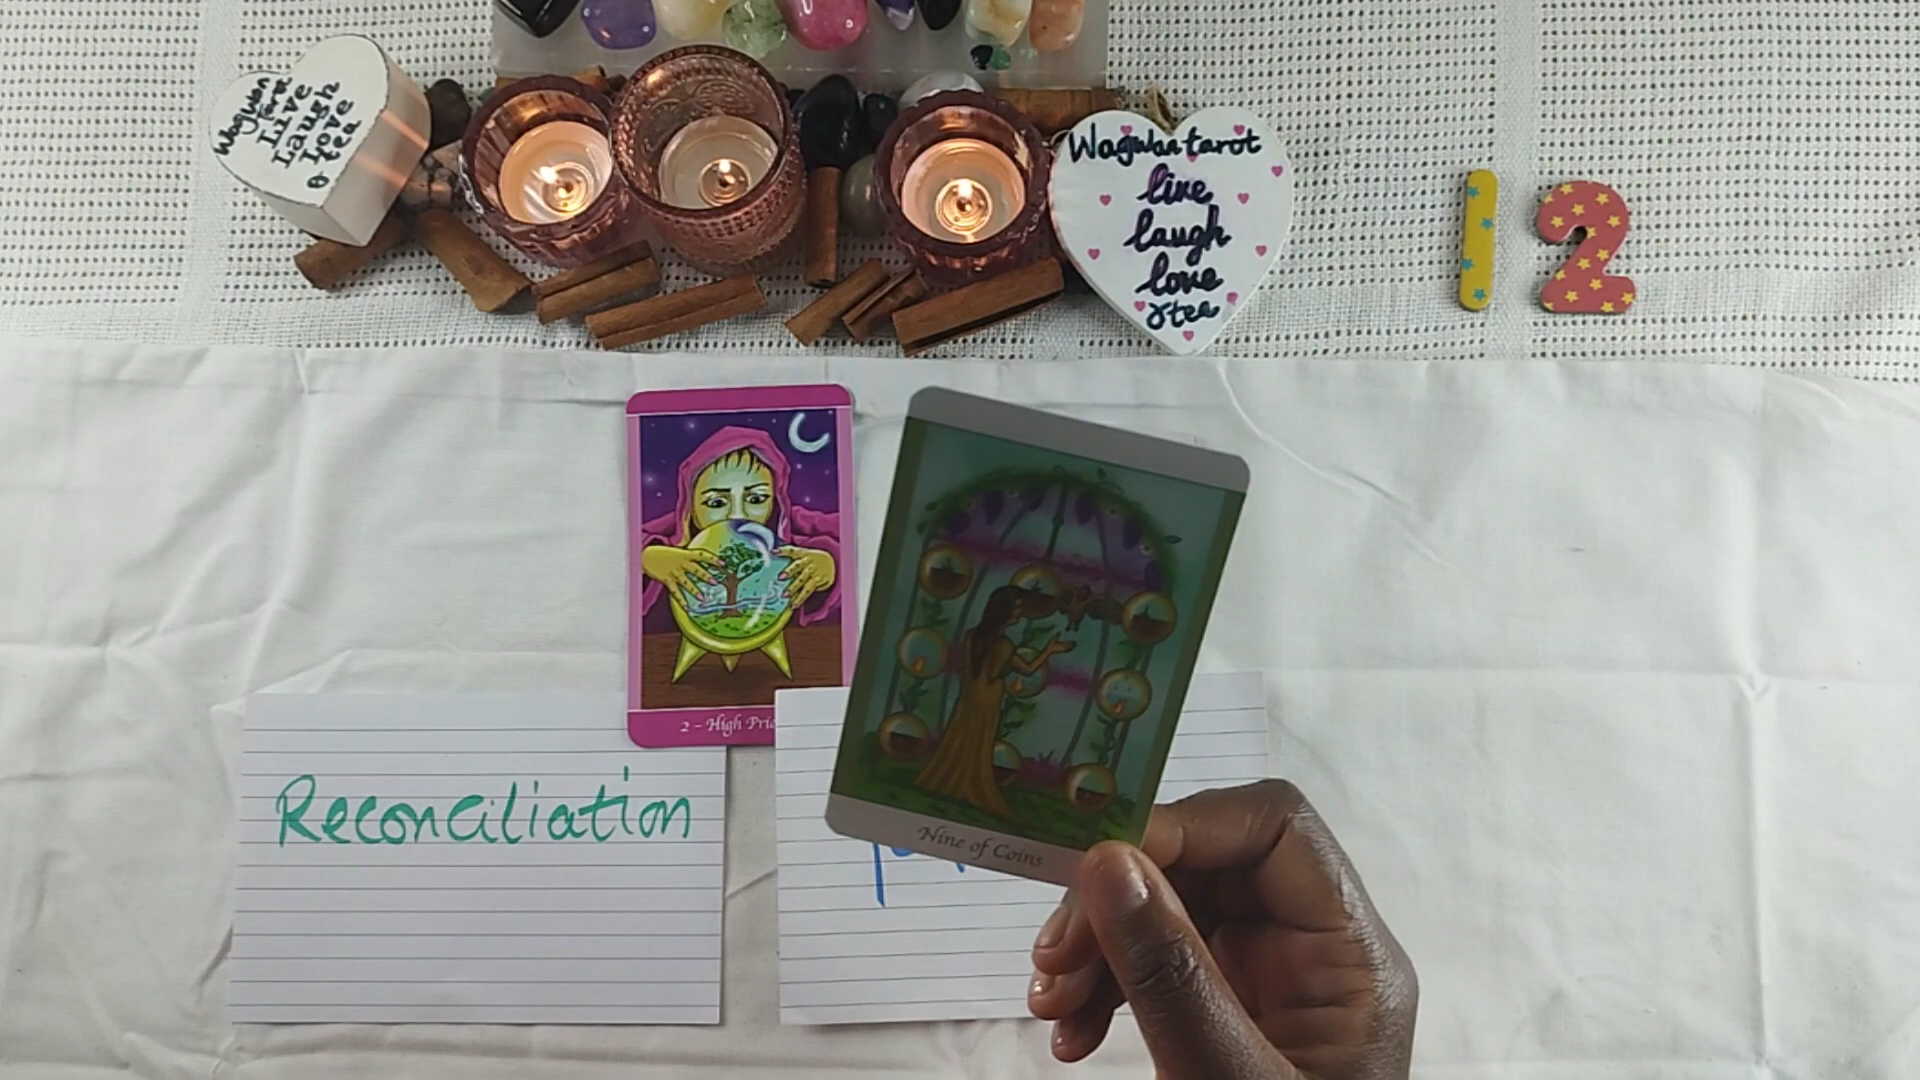 Wagwan
Tarot
Live
Laugh
Love
& tea
Wagwan tarot
live
laugh
love
& tea
1 2
2 – High
Reconciliation
Nine of Coins